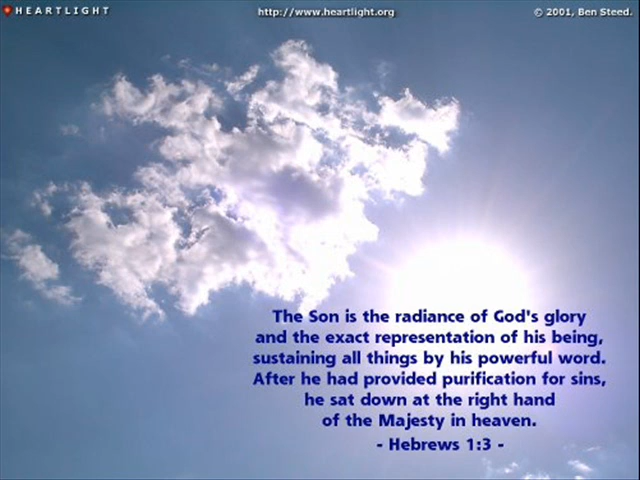 HEARTLIGHT http://www.heartlight.org © 2001, Ben Steed.
The Son is the radiance of God's glory
and the exact representation of his being,
sustaining all things by his powerful word.
After he had provided purification for sins,
he sat down at the right hand
of the Majesty in heaven.
- Hebrews 1:3 -